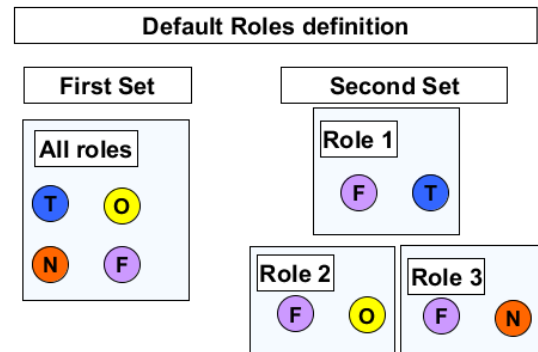 Default Roles definition
First Set
Second Set
All roles
T O
N F
Role 1
F T
Role 2
F O
Role 3
F N